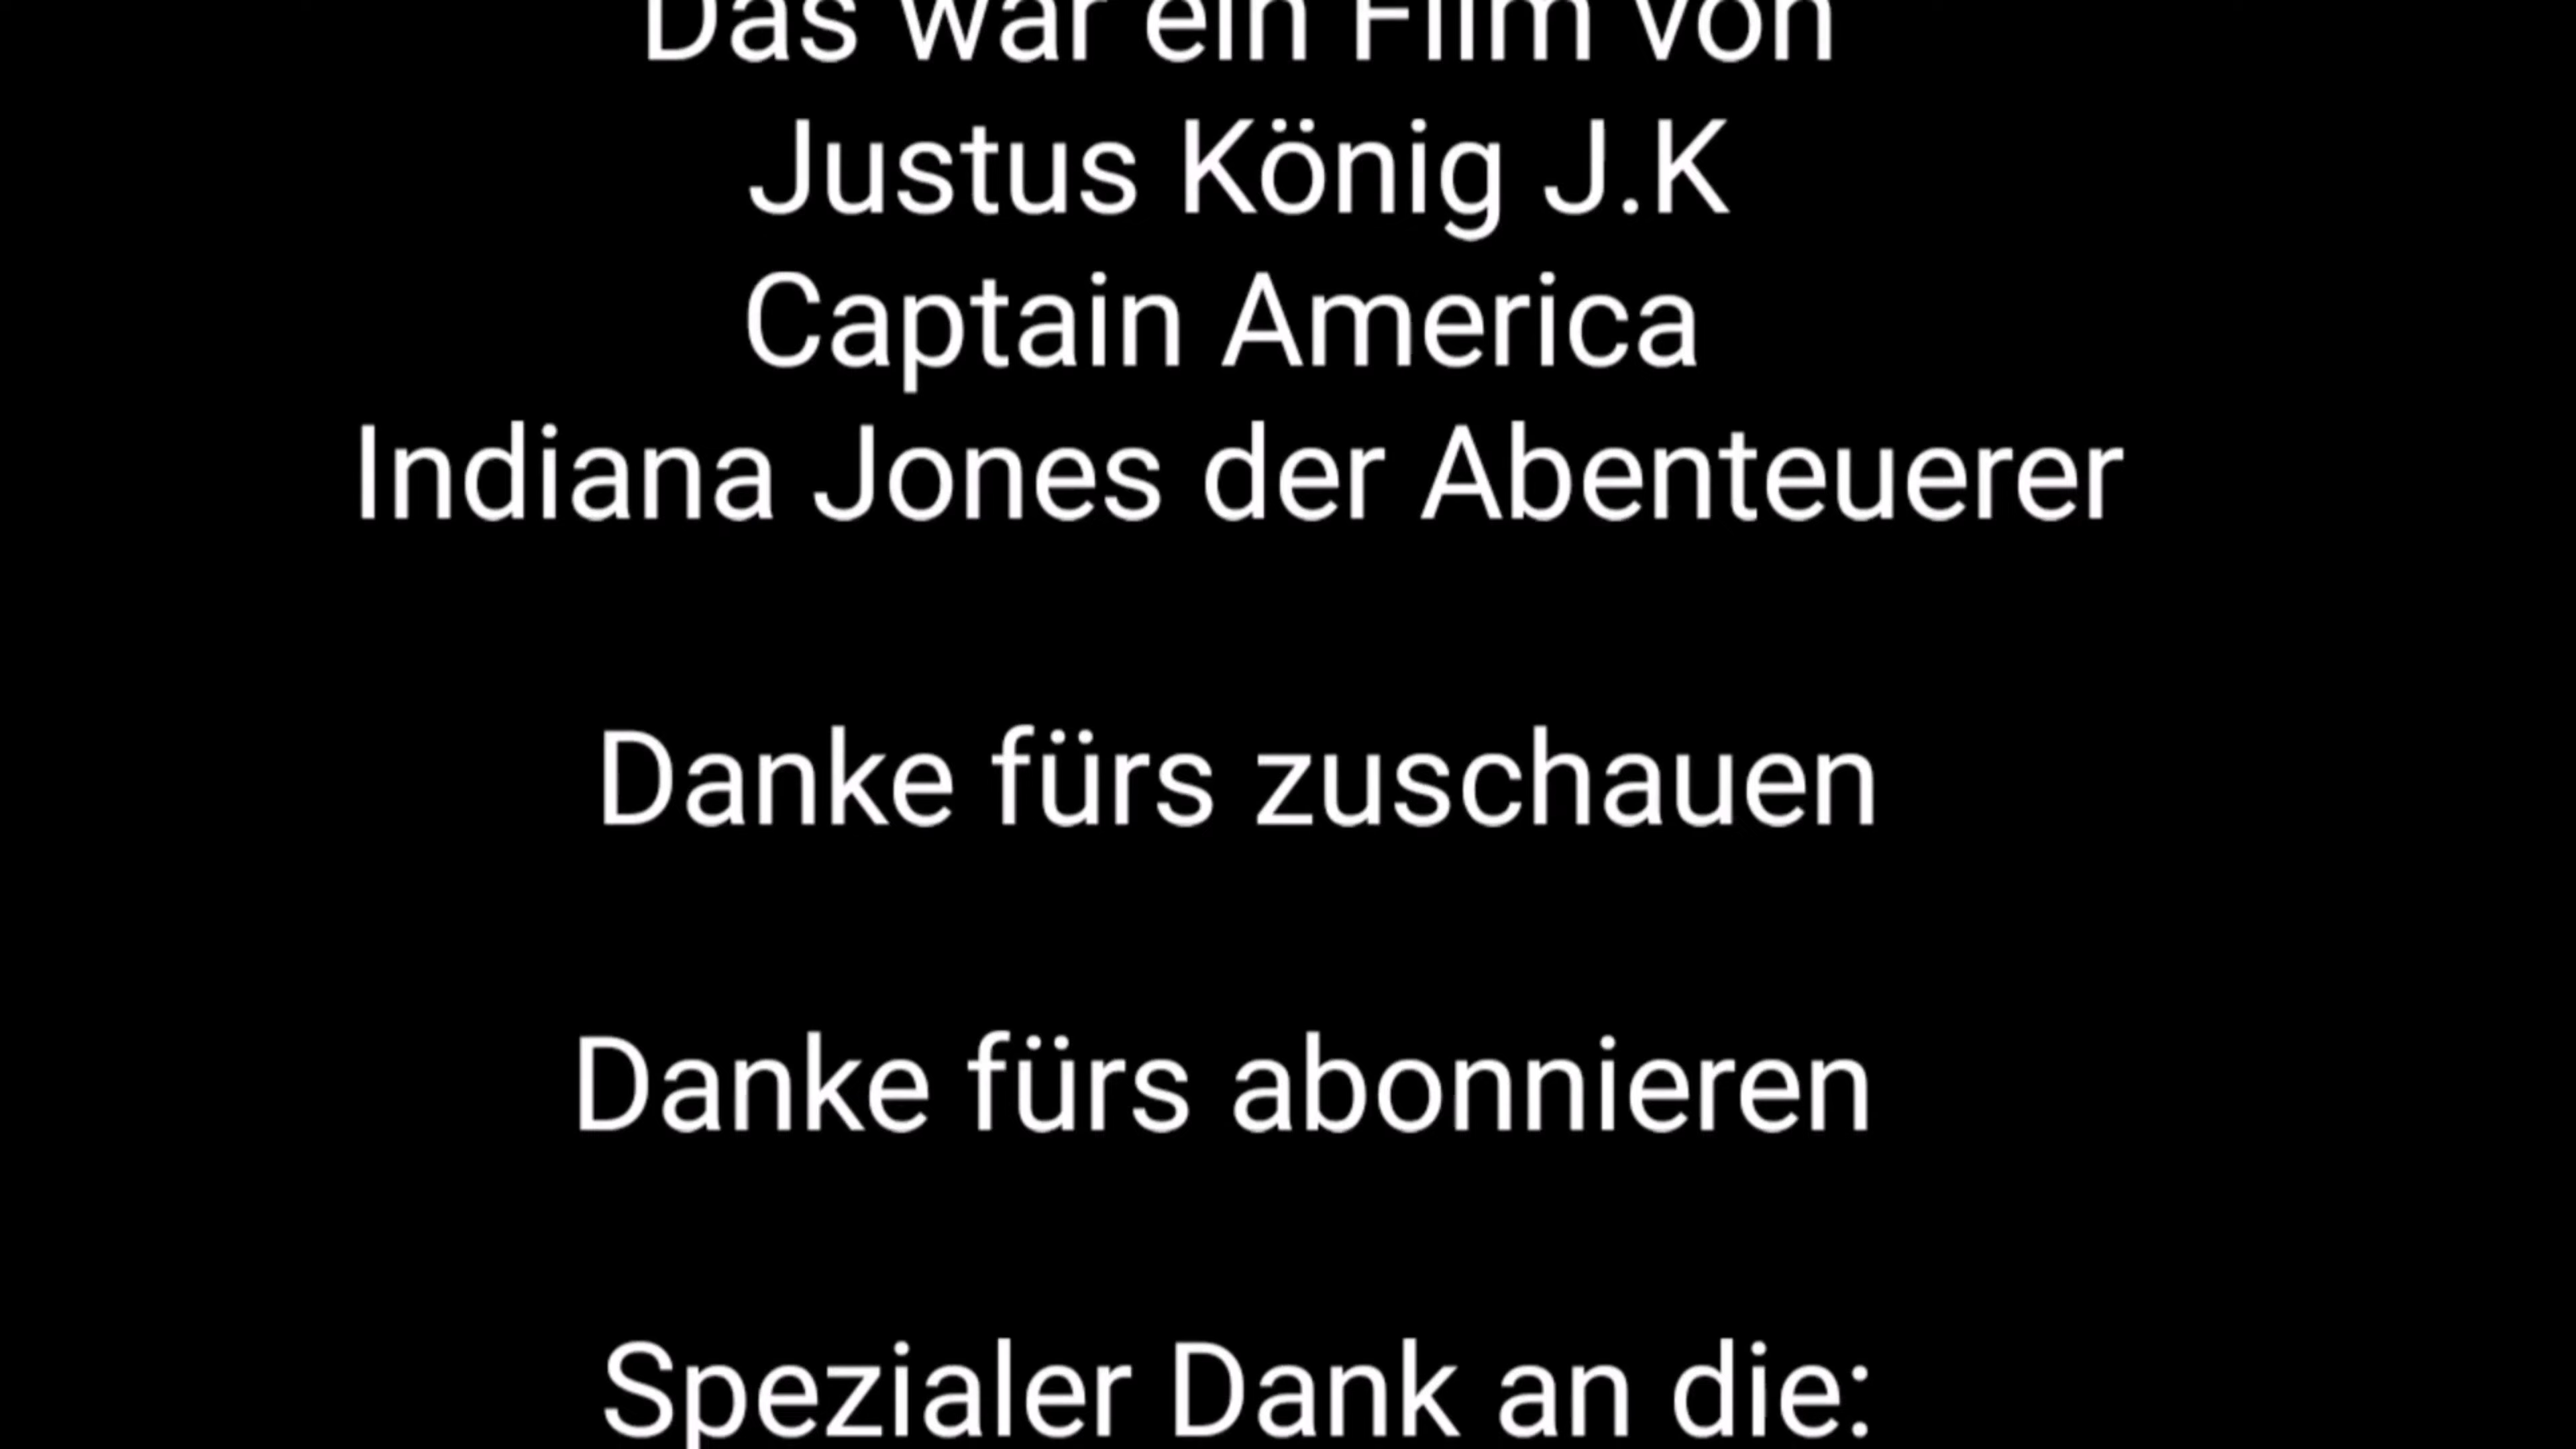 Das war ein Film von
Justus König J.K
Captain America
Indiana Jones der Abenteuerer
Danke fürs zuschauen
Danke fürs abonnieren
Spezialer Dank an die: